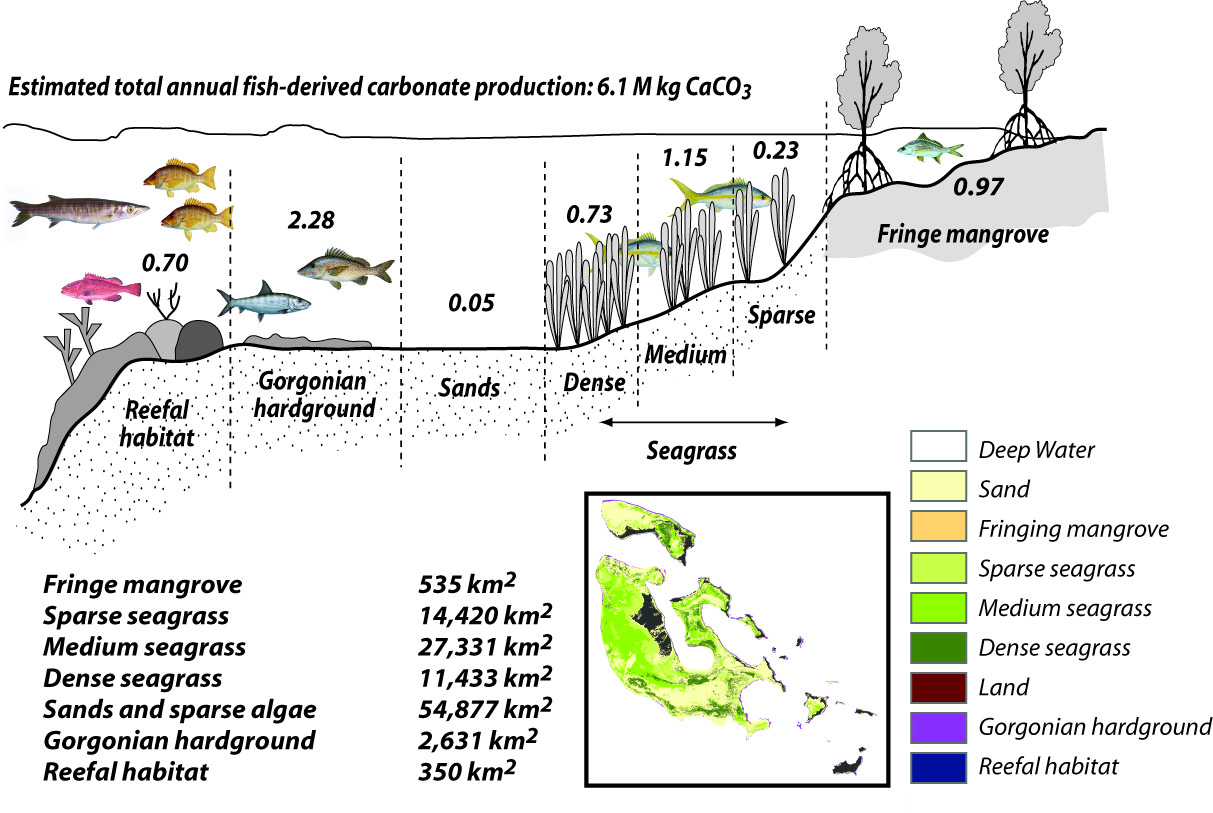 Estimated total annual fish-derived carbonate production: 6.1 M kg CaCO3
0.70
2.28
0.05
0.73
1.15
0.23
0.97
Fringe mangrove
Sparse
Medium
Dense
Sands
Gorgonian
hardground
Reefal
habitat
Seagrass
Fringe mangrove 535 km2
Sparse seagrass 14,420 km2
Medium seagrass 27,331 km2
Dense seagrass 11,433 km2
Sands and sparse algae 54,877 km2
Gorgonian hardground 2,631 km2
Reefal habitat 350 km2
Deep Water
Sand
Fringing mangrove
Sparse seagrass
Medium seagrass
Dense seagrass
Land
Gorgonian hardground
Reefal habitat